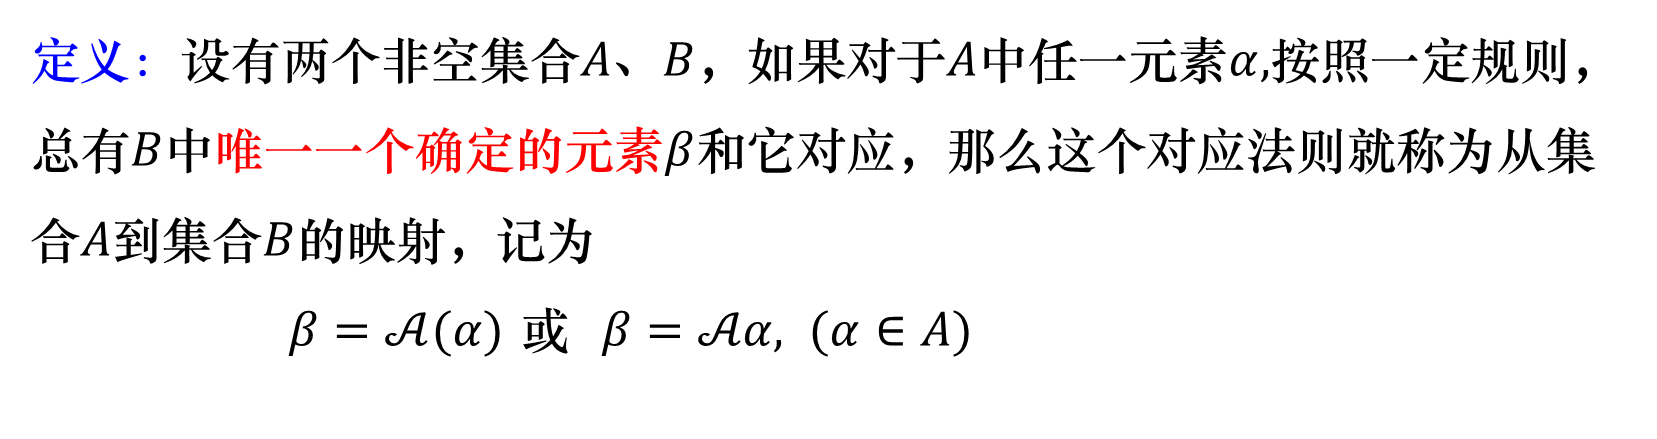 定义：设有两个非空集合A、B，如果对于A中任一元素α,按照一定规则，
总有B中唯一一个确定的元素β和它对应，那么这个对应法则就称为从集
合A到集合B的映射，记为
β = 𝒜(α) 或 β = 𝒜α, (α ∈ A)